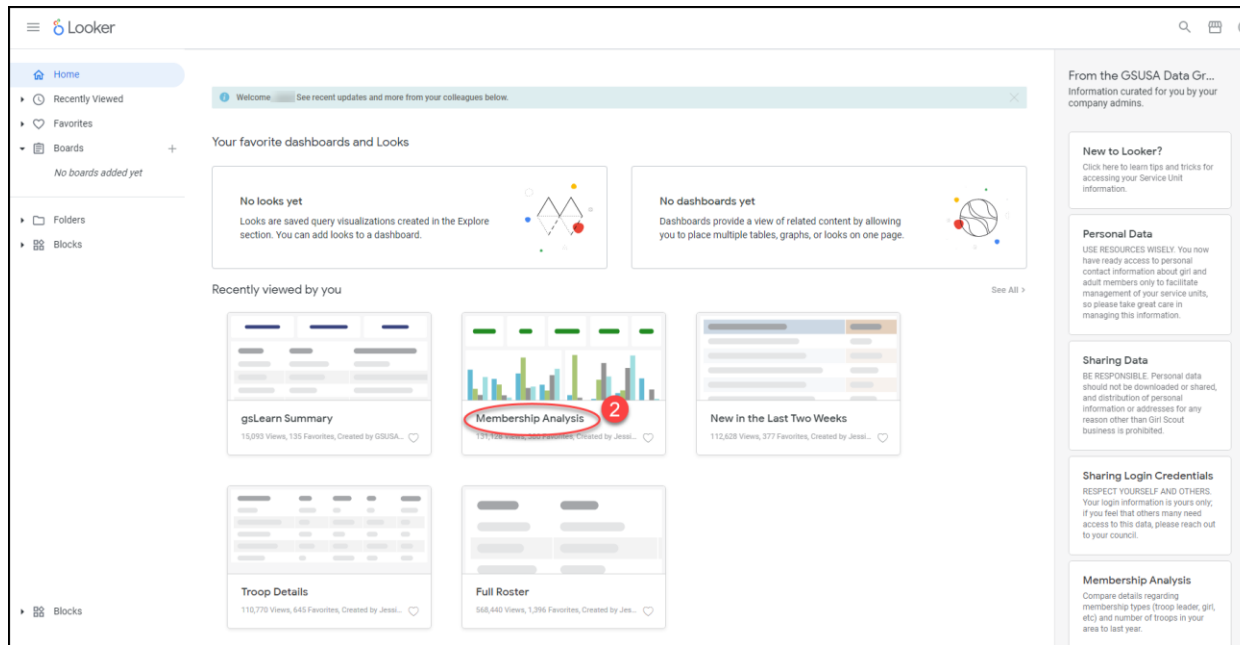 Looker
Home
Recently Viewed
Favorites
Boards
No boards added yet
Folders
Blocks
Blocks
Welcome
See recent updates and more from your colleagues below.
Your favorite dashboards and Looks
No looks yet
Looks are saved query visualizations created in the Explore
section. You can add looks to a dashboard.
No dashboards yet
Dashboards provide a view of related content by allowing
you to place multiple tables, graphs, or looks on one page.
Recently viewed by you
See All >
gsLearn Summary
15,093 Views, 135 Favorites, Created by GSUSA...
Membership Analysis
2
Views, Favorites, Created by Jessi...
New in the Last Two Weeks
112,628 Views, 377 Favorites, Created by Jessi...
Troop Details
110,770 Views, 645 Favorites, Created by Jessi...
Full Roster
568,440 Views, 1,396 Favorites, Created by Jes...
From the GSUSA Data Gr...
Information curated for you by your
company admins.
New to Looker?
Click here to learn tips and tricks for
accessing your Service Unit
information.
Personal Data
USE RESOURCES WISELY. You now
have ready access to personal
contact information about girl and
adult members only to facilitate
management of your service units,
so please take great care in
managing this information.
Sharing Data
BE RESPONSIBLE. Personal data
should not be downloaded or shared,
and distribution of personal
information or addresses for any
reason other than Girl Scout
business is prohibited.
Sharing Login Credentials
RESPECT YOURSELF AND OTHERS.
Your login information is yours only;
if you feel that others many need
access to this data, please reach out
to your council.
Membership Analysis
Compare details regarding
membership types (troop leader, girl,
etc) and number of troops in your
area to last year.